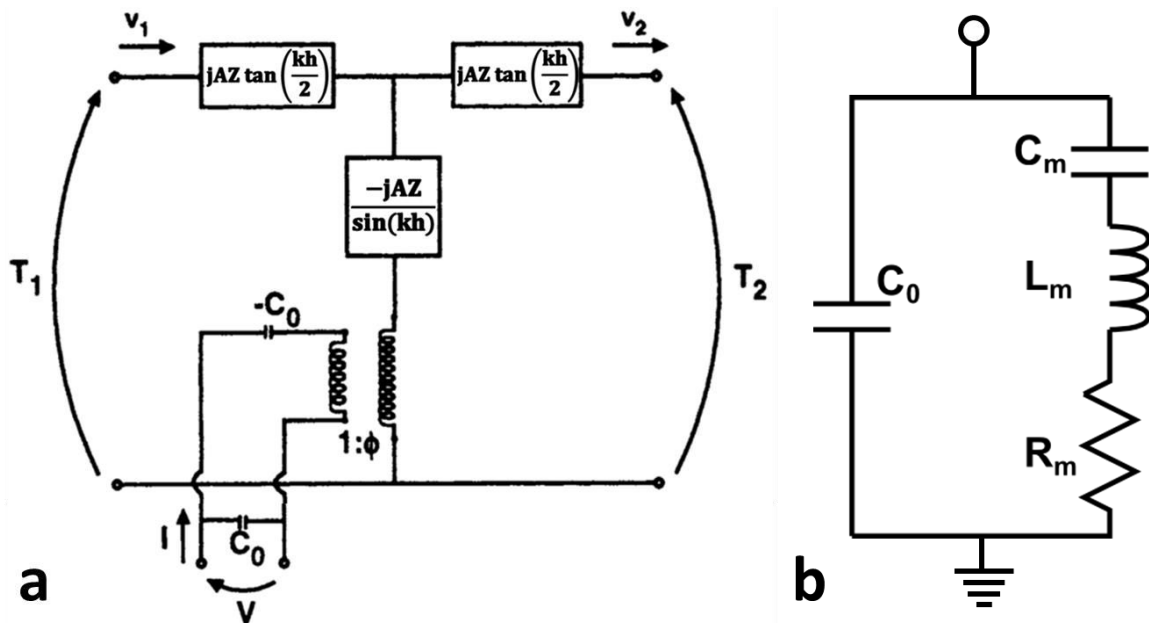 v₁
v₂
jAZ tan(kh/2)
jAZ tan(kh/2)
−jAZ
sin(kh)
T₁
T₂
-C₀
1:ϕ
I
C₀
V
a
C₀
Cₘ
Lₘ
Rₘ
b